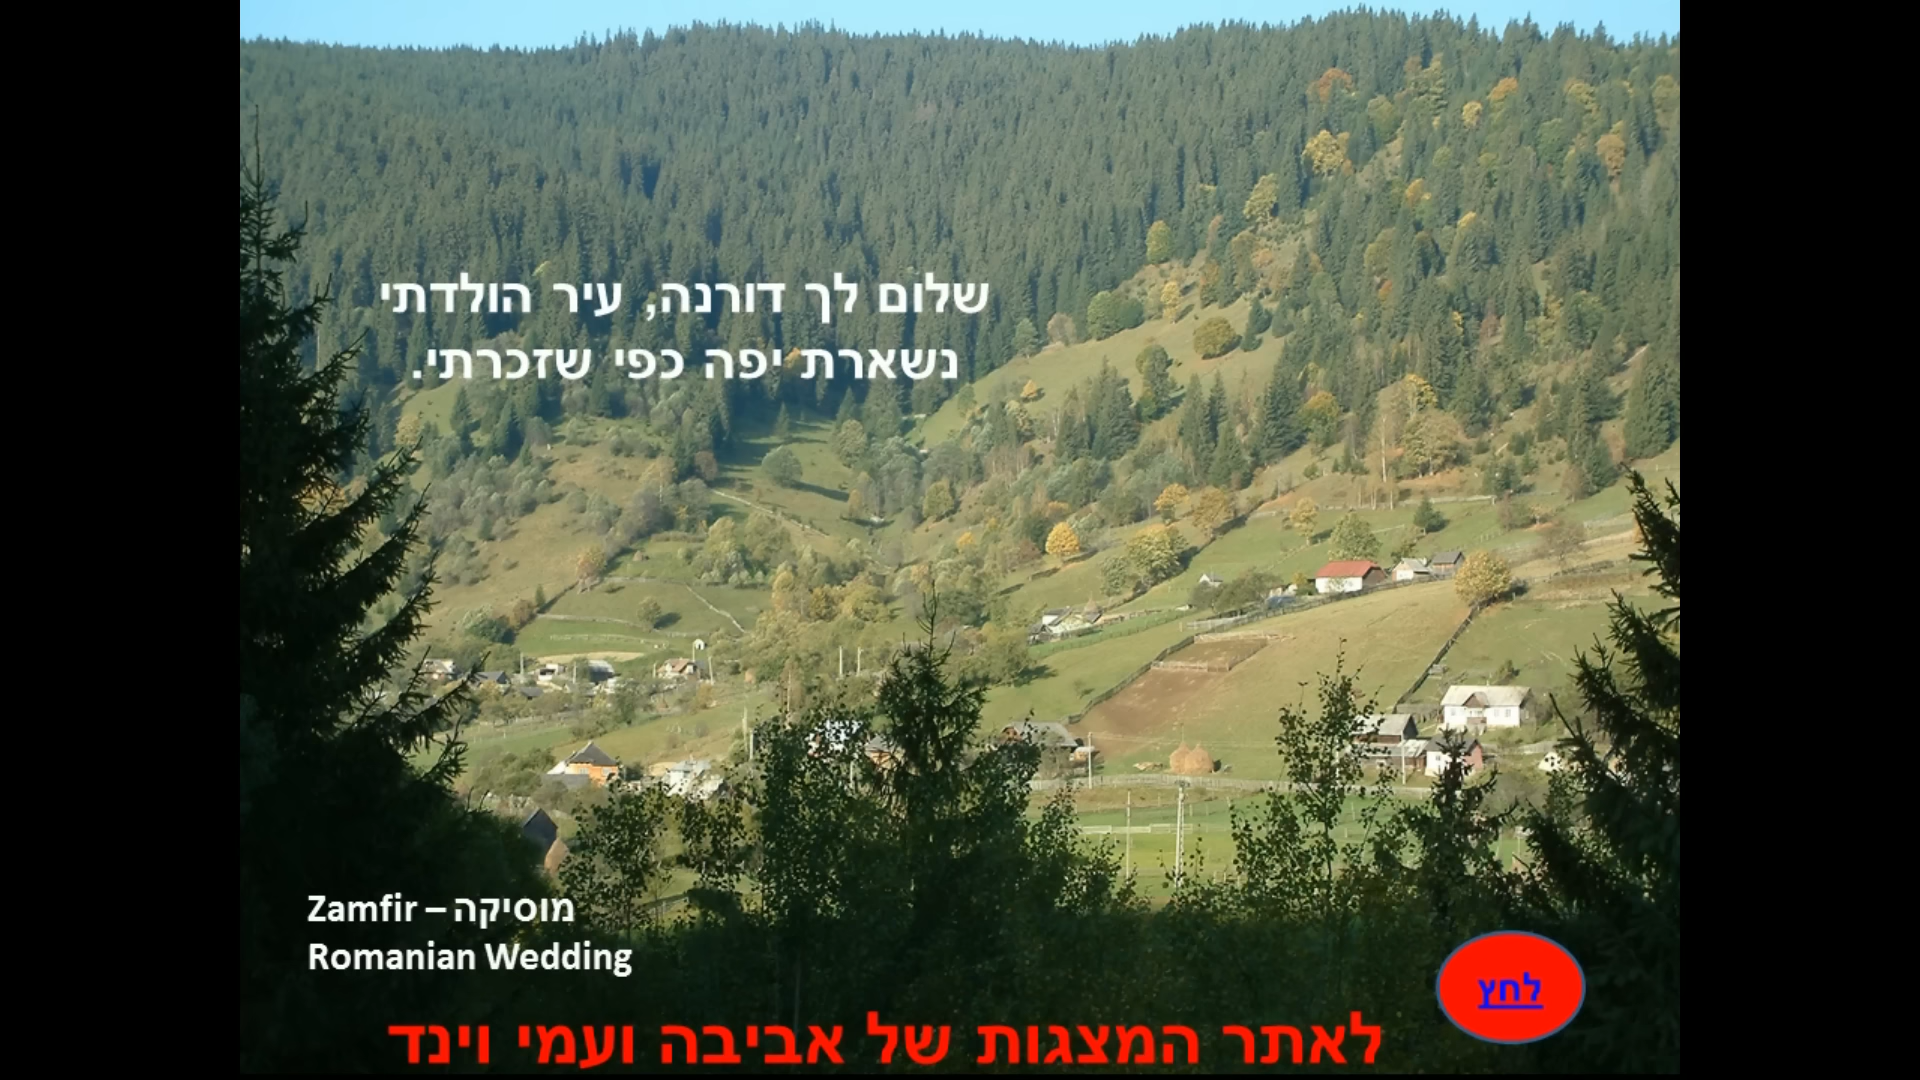 שלום לך דורנה, עיר הולדתי
נשארת יפה כפי שזכרתי.
מוסיקה – Zamfir
Romanian Wedding
לחץ
לאתר המצגות של אביבה ועמי וינד